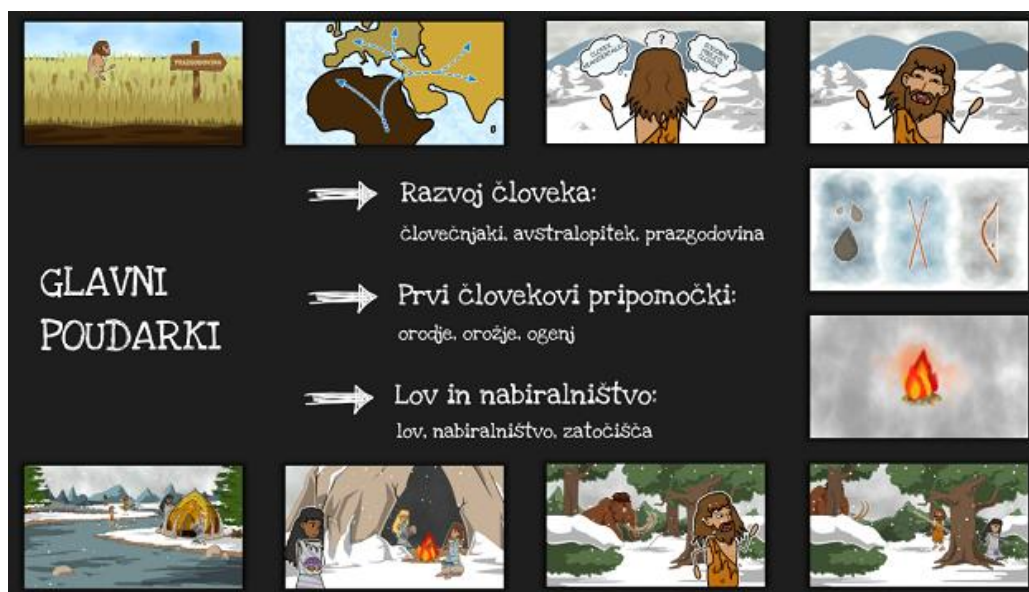 PRAZGODOVINA
?
GLAVNI
POUDARKI
Razvoj človeka:
človečnjaki, avstralopitek, prazgodovina
Prvi človekovi pripomočki:
orodje, orožje, ogenj
Lov in nabiralništvo:
lov, nabiralništvo, zatočišča